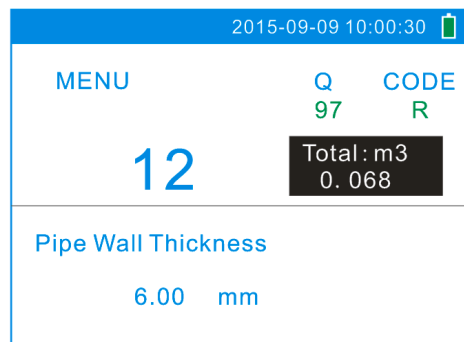 2015-09-09 10:00:30
MENU Q CODE
97 R
12 Total:m3
0.068
Pipe Wall Thickness
6.00 mm